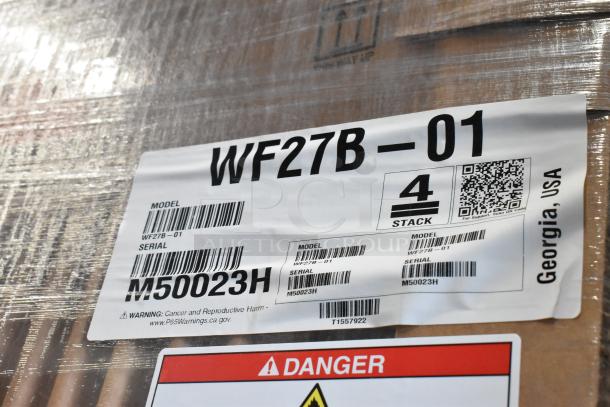 WF27B-01
MODEL
WF27B-01
SERIAL
M50023H
4
STACK
MODEL
WF27B-01
SERIAL
M50023H
MODEL
WF27B-01
SERIAL
M50023H
Georgia, USA
WARNING: Cancer and Reproductive Harm -
www.P65Warnings.ca.gov
T1557922
DANGER